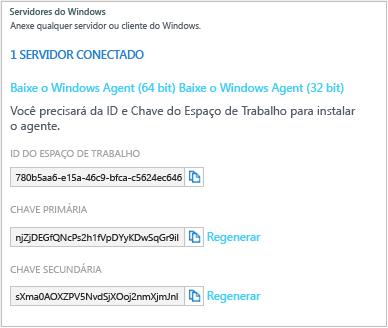 Servidores do Windows
Anexe qualquer servidor ou cliente do Windows.
1 SERVIDOR CONECTADO
Baixe o Windows Agent (64 bit) Baixe o Windows Agent (32 bit)
Você precisará da ID e Chave do Espaço de Trabalho para instalar
o agente.
ID DO ESPAÇO DE TRABALHO
780b5aa6-e15a-46c9-bfca-c5624ec646
CHAVE PRIMÁRIA
njZjDEGfQNcPs2h1fVpDYyKDwSqGr9il
Regenerar
CHAVE SECUNDÁRIA
sXma0AOXZPV5NvdSjXOoj2nmXjmJnl
Regenerar